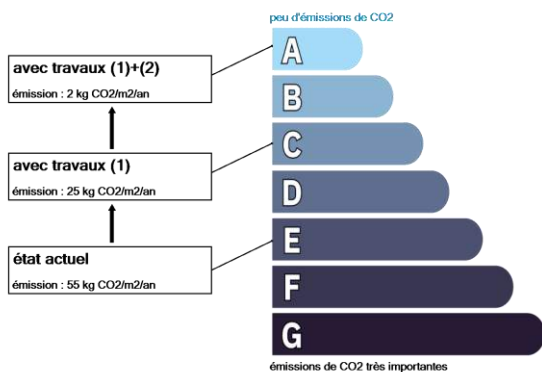 peu d'émissions de CO2
A
avec travaux (1)+(2)
émission : 2 kg CO2/m2/an
B
avec travaux (1)
émission : 25 kg CO2/m2/an
C
D
état actuel
émission : 55 kg CO2/m2/an
E
F
G
émissions de CO2 très importantes